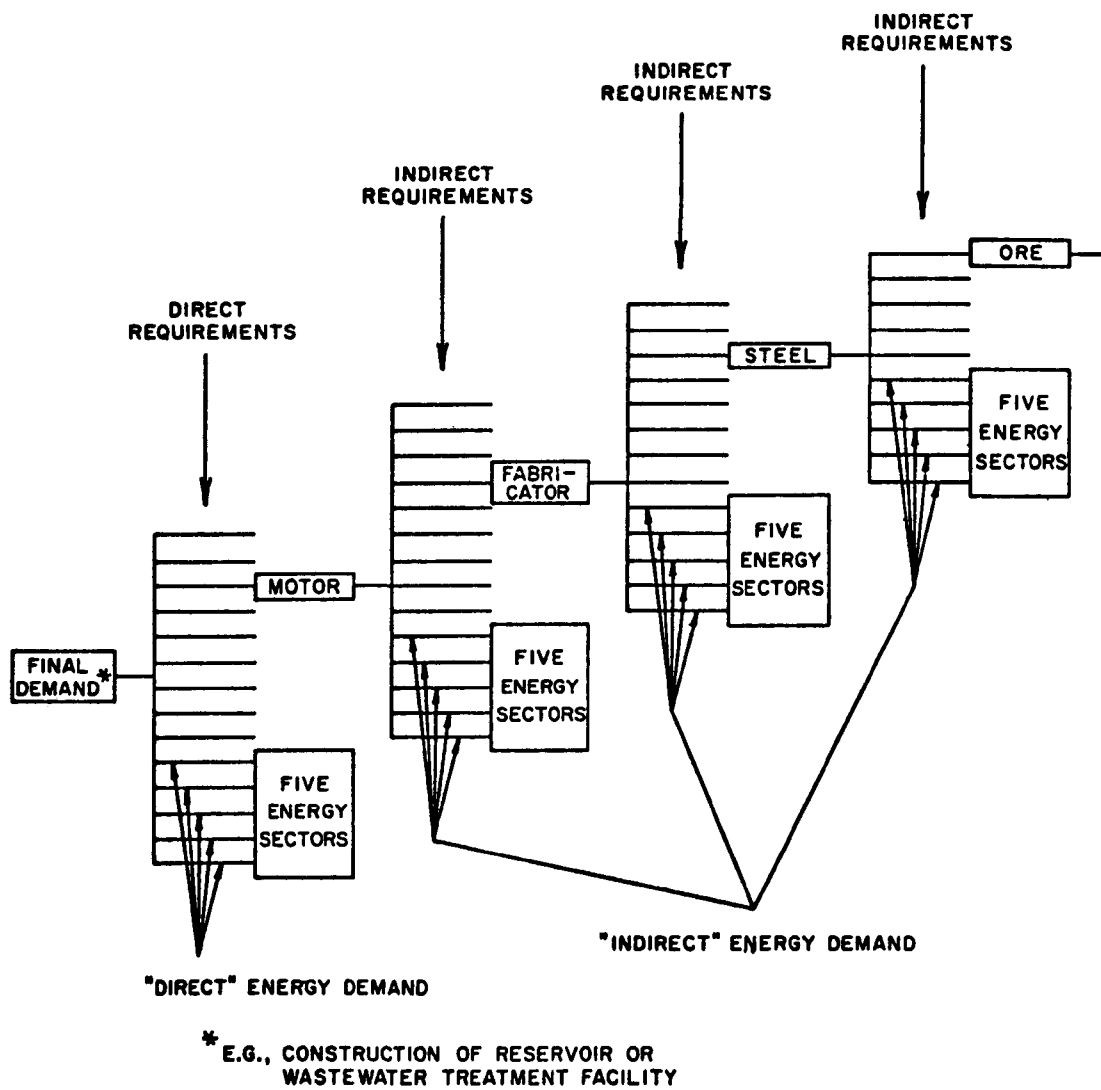 INDIRECT
REQUIREMENTS
INDIRECT
REQUIREMENTS
INDIRECT
REQUIREMENTS
DIRECT
REQUIREMENTS
ORE
STEEL
FIVE
ENERGY
SECTORS
FABRI-
CATOR
FIVE
ENERGY
SECTORS
MOTOR
FIVE
ENERGY
SECTORS
FINAL
DEMAND*
FIVE
ENERGY
SECTORS
"INDIRECT" ENERGY DEMAND
"DIRECT" ENERGY DEMAND
* E.G., CONSTRUCTION OF RESERVOIR OR
WASTEWATER TREATMENT FACILITY